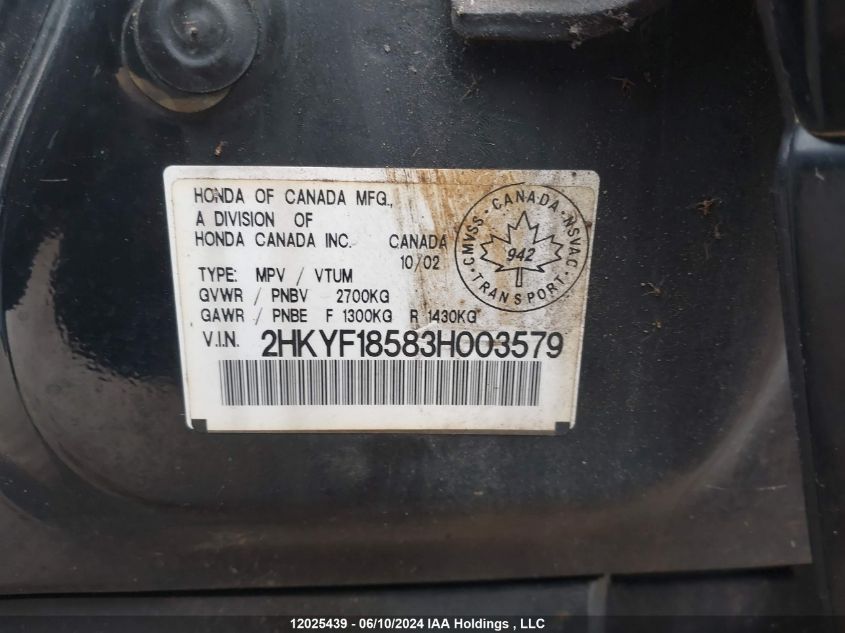 HONDA OF CANADA MFG.,
A DIVISION OF
HONDA CANADA INC. CANADA
10/02
CMVSS · CANADA · NSVAC
942
· TRANSPORT ·
TYPE: MPV / VTUM
GVWR / PNBV 2700KG
GAWR / PNBE F 1300KG R 1430KG
V.I.N. 2HKYF18583H003579
12025439 - 06/10/2024 IAA Holdings , LLC